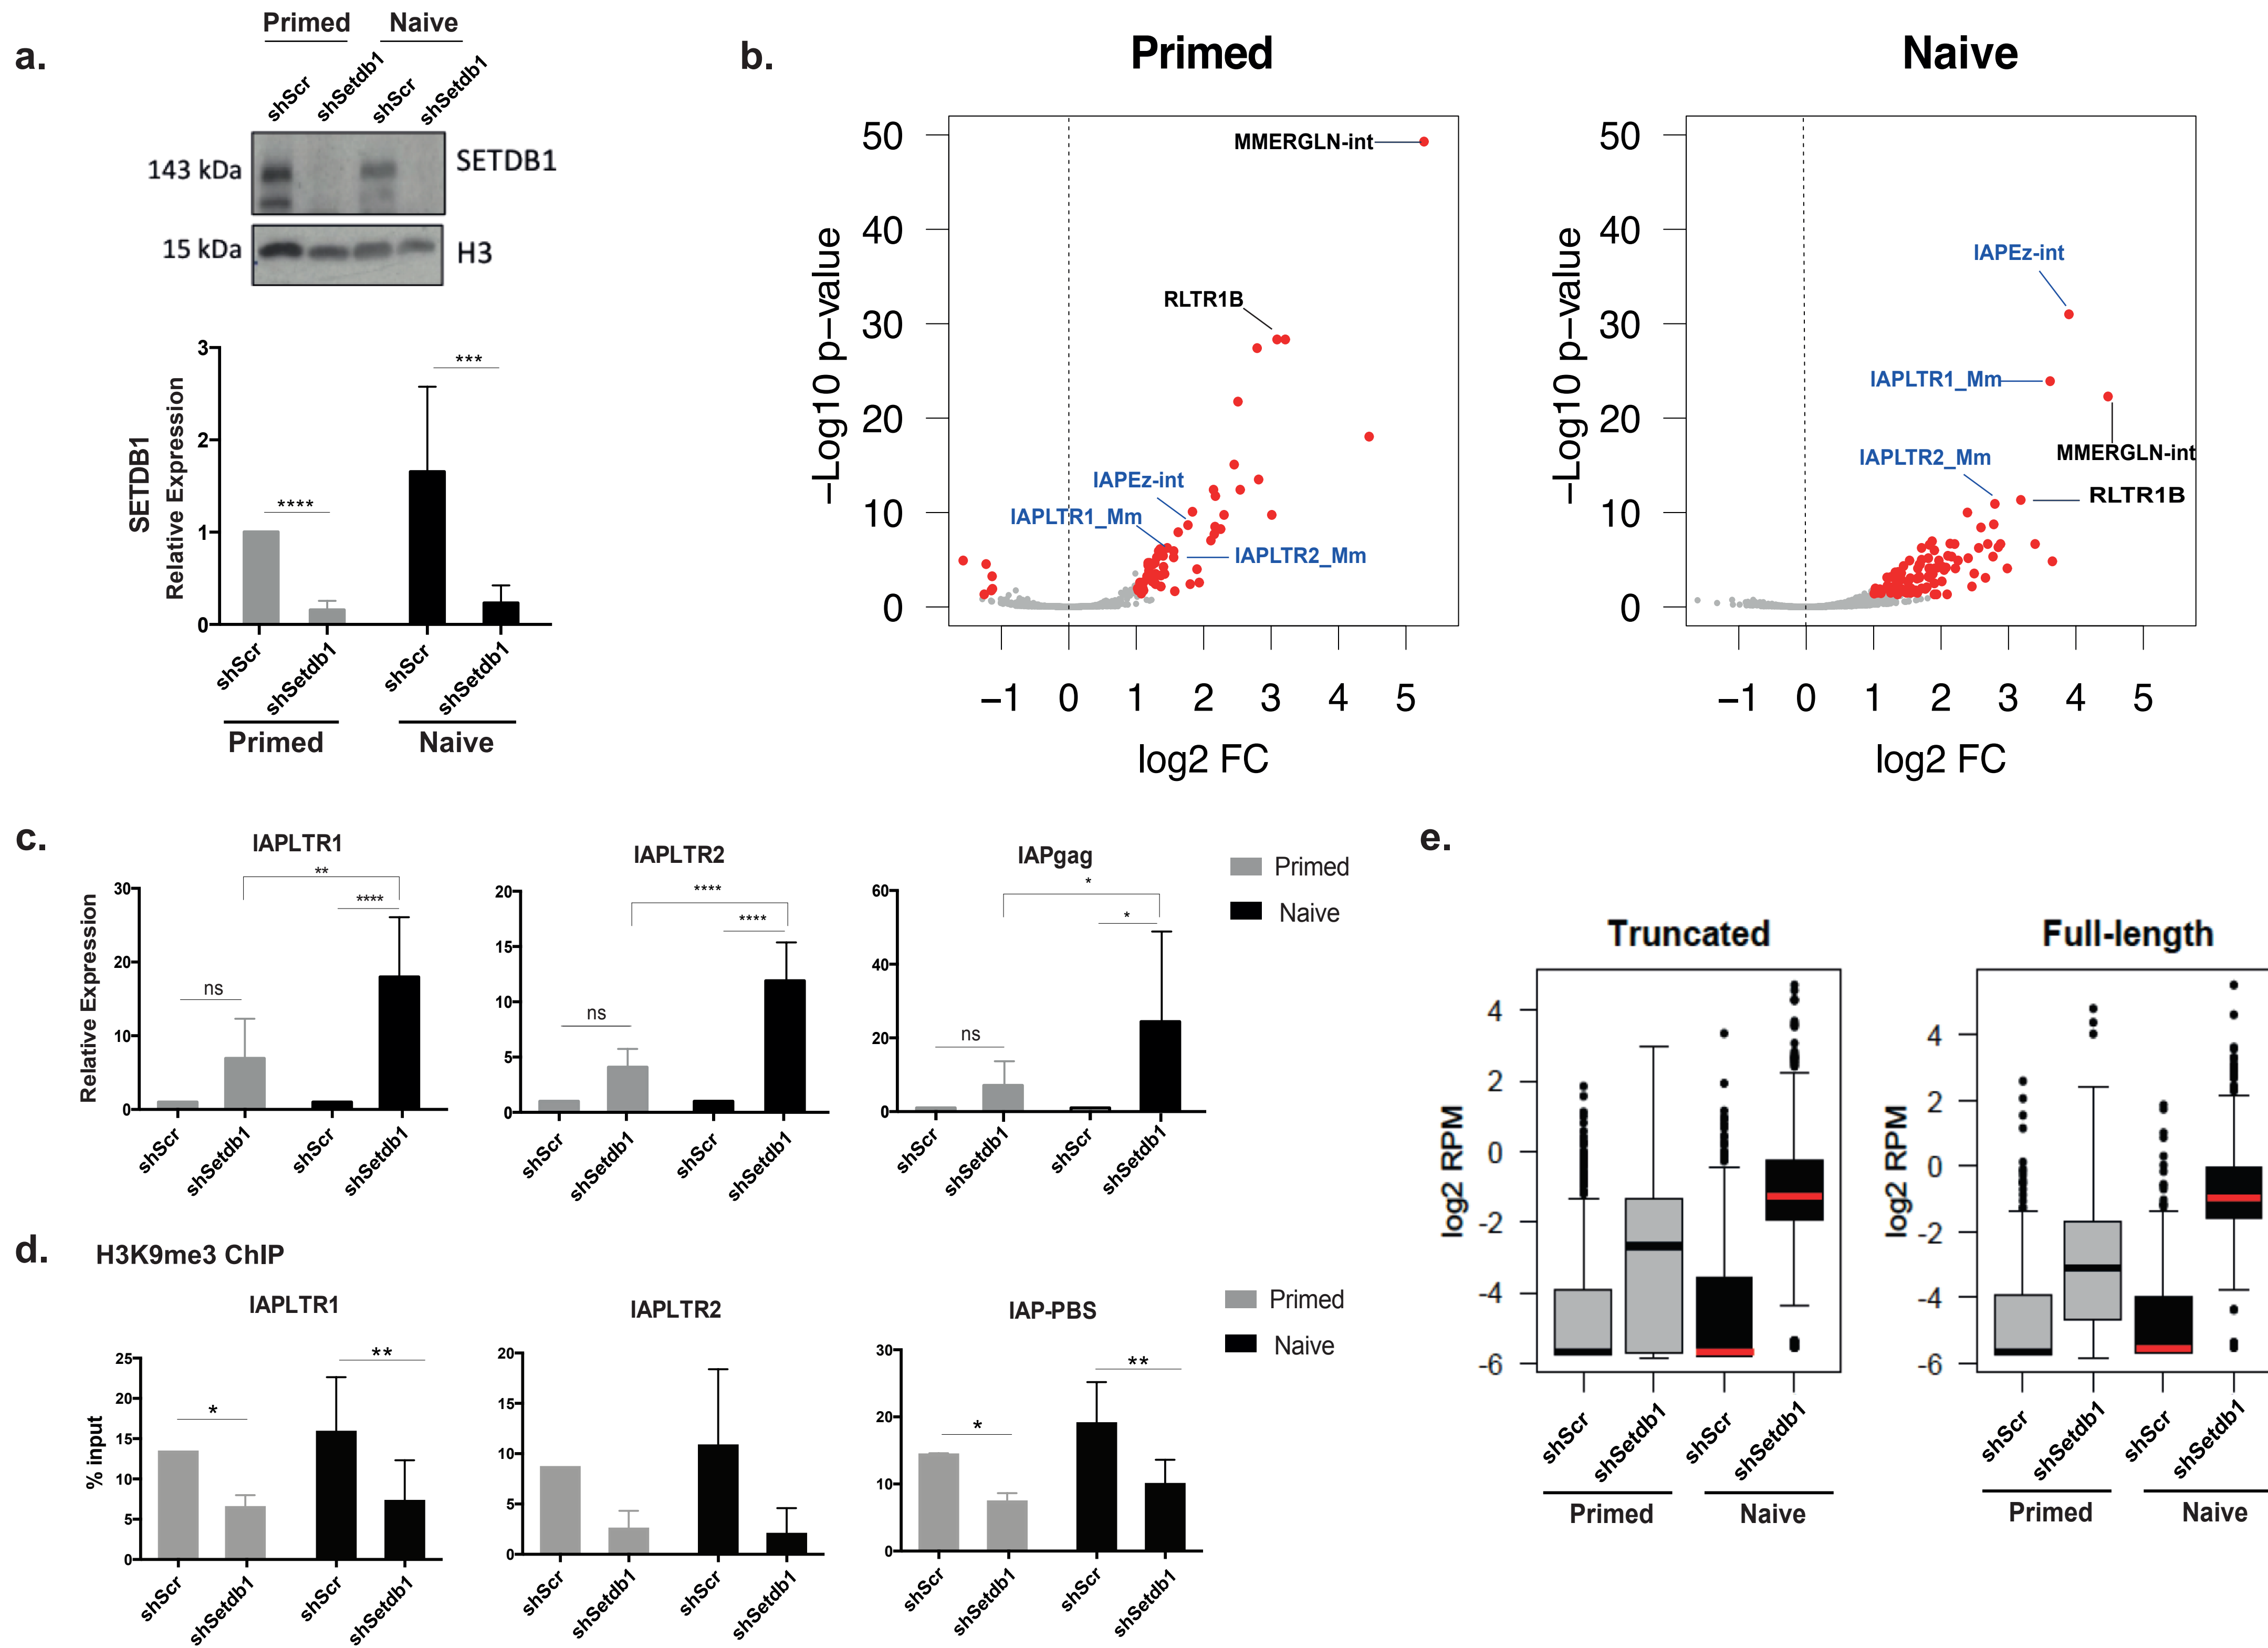 a.
Primed Naive
shScr shSetdb1 shScr shSetdb1
143 kDa SETDB1
15 kDa H3
SETDB1
Relative Expression
3
2
1
0
**** ***
shScr shSetdb1 shScr shSetdb1
Primed Naive
b.
Primed
–Log10 p–value
50
40
30
20
10
0
MMERGLN-int
RLTR1B
IAPEz-int
IAPLTR1_Mm
IAPLTR2_Mm
–1 0 1 2 3 4 5
log2 FC
Naive
–Log10 p–value
50
40
30
20
10
0
IAPEz-int
IAPLTR1_Mm
MMERGLN-int
IAPLTR2_Mm
RLTR1B
–1 0 1 2 3 4 5
log2 FC
c.
IAPLTR1
Relative Expression
30
20
10
0
**
****
ns
shScr shSetdb1 shScr shSetdb1
IAPLTR2
20
15
10
5
0
****
****
ns
shScr shSetdb1 shScr shSetdb1
IAPgag
60
40
20
0
*
*
ns
shScr shSetdb1 shScr shSetdb1
Primed
Naive
d.
H3K9me3 ChIP
IAPLTR1
% input
25
20
15
10
5
0
* **
shScr shSetdb1 shScr shSetdb1
IAPLTR2
20
15
10
5
0
shScr shSetdb1 shScr shSetdb1
IAP-PBS
30
20
10
0
* **
shScr shSetdb1 shScr shSetdb1
Primed
Naive
e.
Truncated
log2 RPM
4
2
0
-2
-4
-6
shScr shSetdb1 shScr shSetdb1
Primed Naive
Full-length
log2 RPM
4
2
0
-2
-4
-6
shScr shSetdb1 shScr shSetdb1
Primed Naive